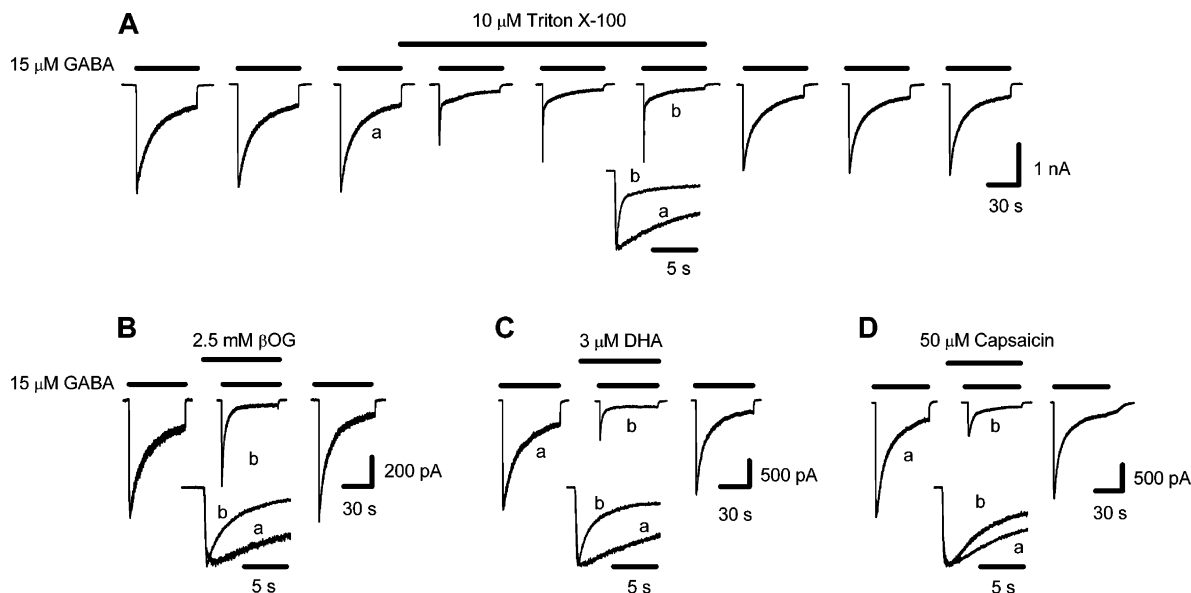 A
10 µM Triton X-100
15 µM GABA
a
b
1 nA
30 s
b
a
5 s
B
2.5 mM βOG
C
3 µM DHA
D
50 µM Capsaicin
15 µM GABA
b
200 pA
30 s
b
a
5 s
a
b
500 pA
30 s
b
a
5 s
a
b
500 pA
30 s
b
a
5 s